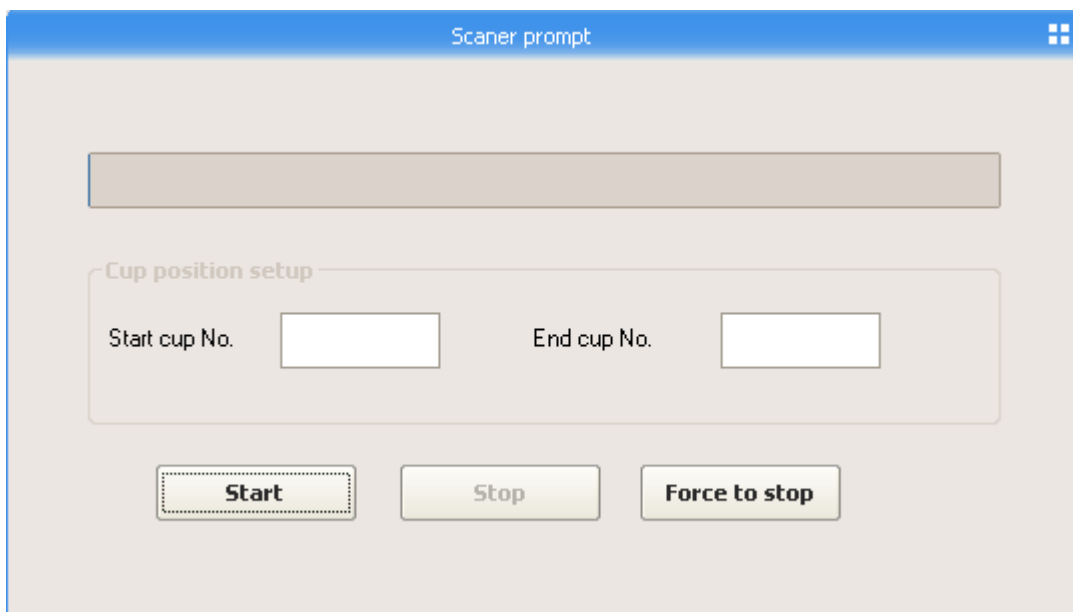 Scaner prompt
Cup position setup
Start cup No. End cup No.
Start Stop Force to stop